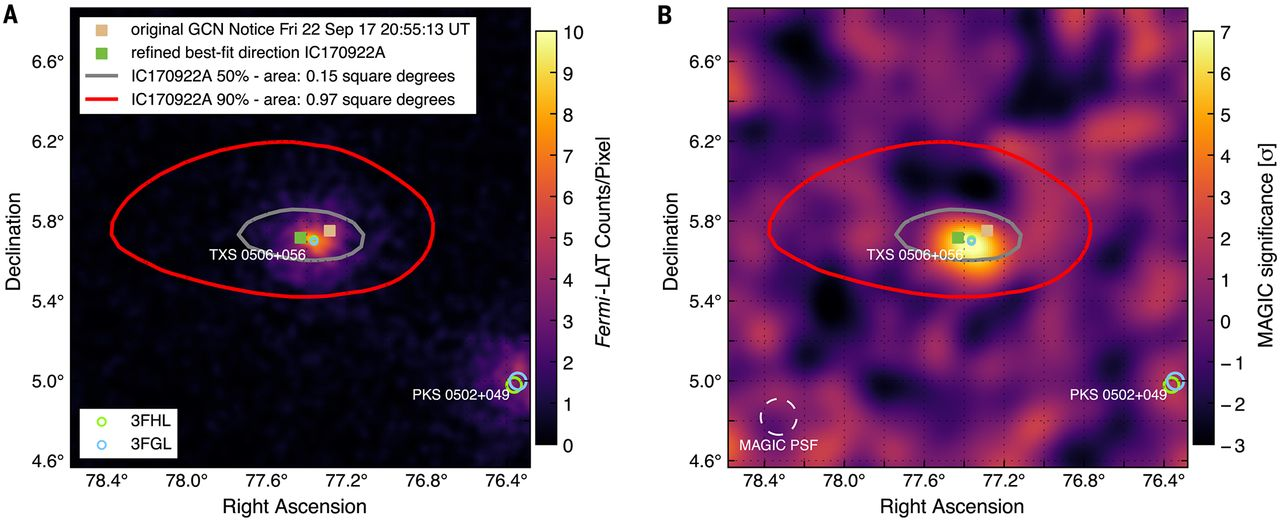 A
original GCN Notice Fri 22 Sep 17 20:55:13 UT
refined best-fit direction IC170922A
IC170922A 50% - area: 0.15 square degrees
IC170922A 90% - area: 0.97 square degrees
6.6°
6.2°
5.8°
5.4°
5.0°
4.6°
Declination
TXS 0506+056
PKS 0502+049
3FHL
3FGL
78.4° 78.0° 77.6° 77.2° 76.8° 76.4°
Right Ascension
10
9
8
7
6
5
4
3
2
1
0
Fermi-LAT Counts/Pixel
B
6.6°
6.2°
5.8°
5.4°
5.0°
4.6°
Declination
TXS 0506+056
PKS 0502+049
MAGIC PSF
78.4° 78.0° 77.6° 77.2° 76.8° 76.4°
Right Ascension
7
6
5
4
3
2
1
0
−1
−2
−3
MAGIC significance [σ]